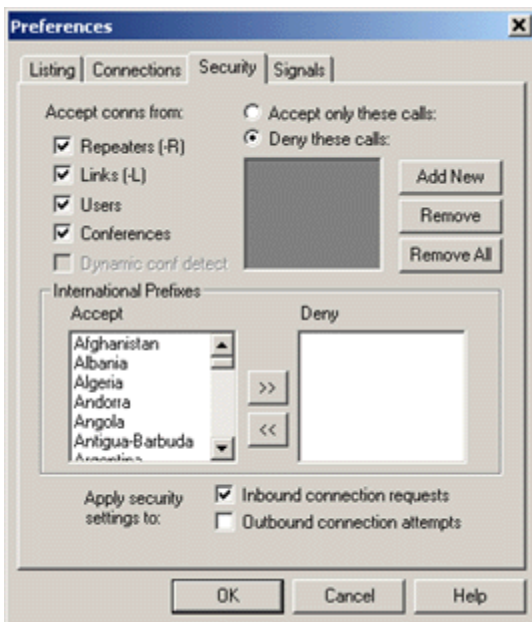 Preferences
Listing Connections Security Signals
Accept conns from:
Repeaters (-R)
Links (-L)
Users
Conferences
Dynamic conf detect
Accept only these calls:
Deny these calls:
Add New
Remove
Remove All
International Prefixes
Accept
Afghanistan
Albania
Algeria
Andorra
Angola
Antigua-Barbuda
Argentina
>>
<<
Deny
Apply security
settings to:
Inbound connection requests
Outbound connection attempts
OK Cancel Help